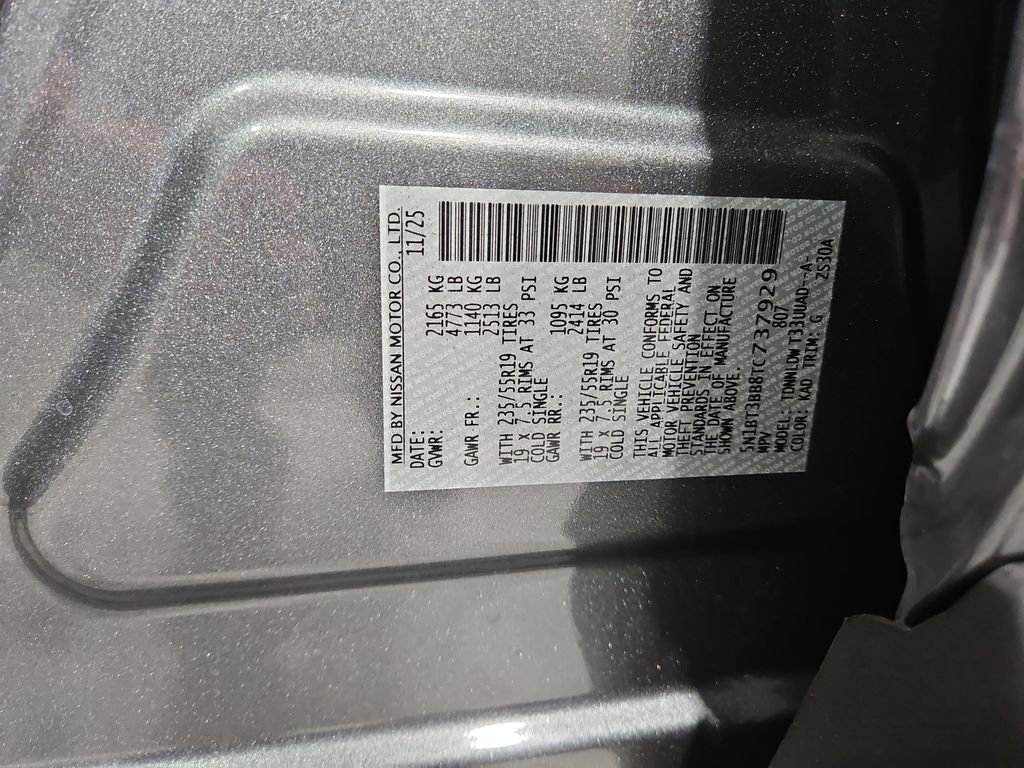 MFD BY NISSAN MOTOR CO., LTD.
DATE: 11/25
GVWR: 2165 KG
4773 LB
GAWR FR.: 1140 KG
2513 LB
WITH 235/55R19 TIRES
19 X 7.5 RIMS AT 33 PSI
COLD SINGLE
GAWR RR.: 1095 KG
2414 LB
WITH 235/55R19 TIRES
19 X 7.5 RIMS AT 30 PSI
COLD SINGLE
THIS VEHICLE CONFORMS TO
ALL APPLICABLE FEDERAL
MOTOR VEHICLE SAFETY AND
THEFT PREVENTION
STANDARDS IN EFFECT ON
THE DATE OF MANUFACTURE
SHOWN ABOVE.
5N1BT3BB8TC737929
MPV 807
MODEL: TDNNLDW T33UUAD--A-
COLOR: KAD TRIM: G ZS30A